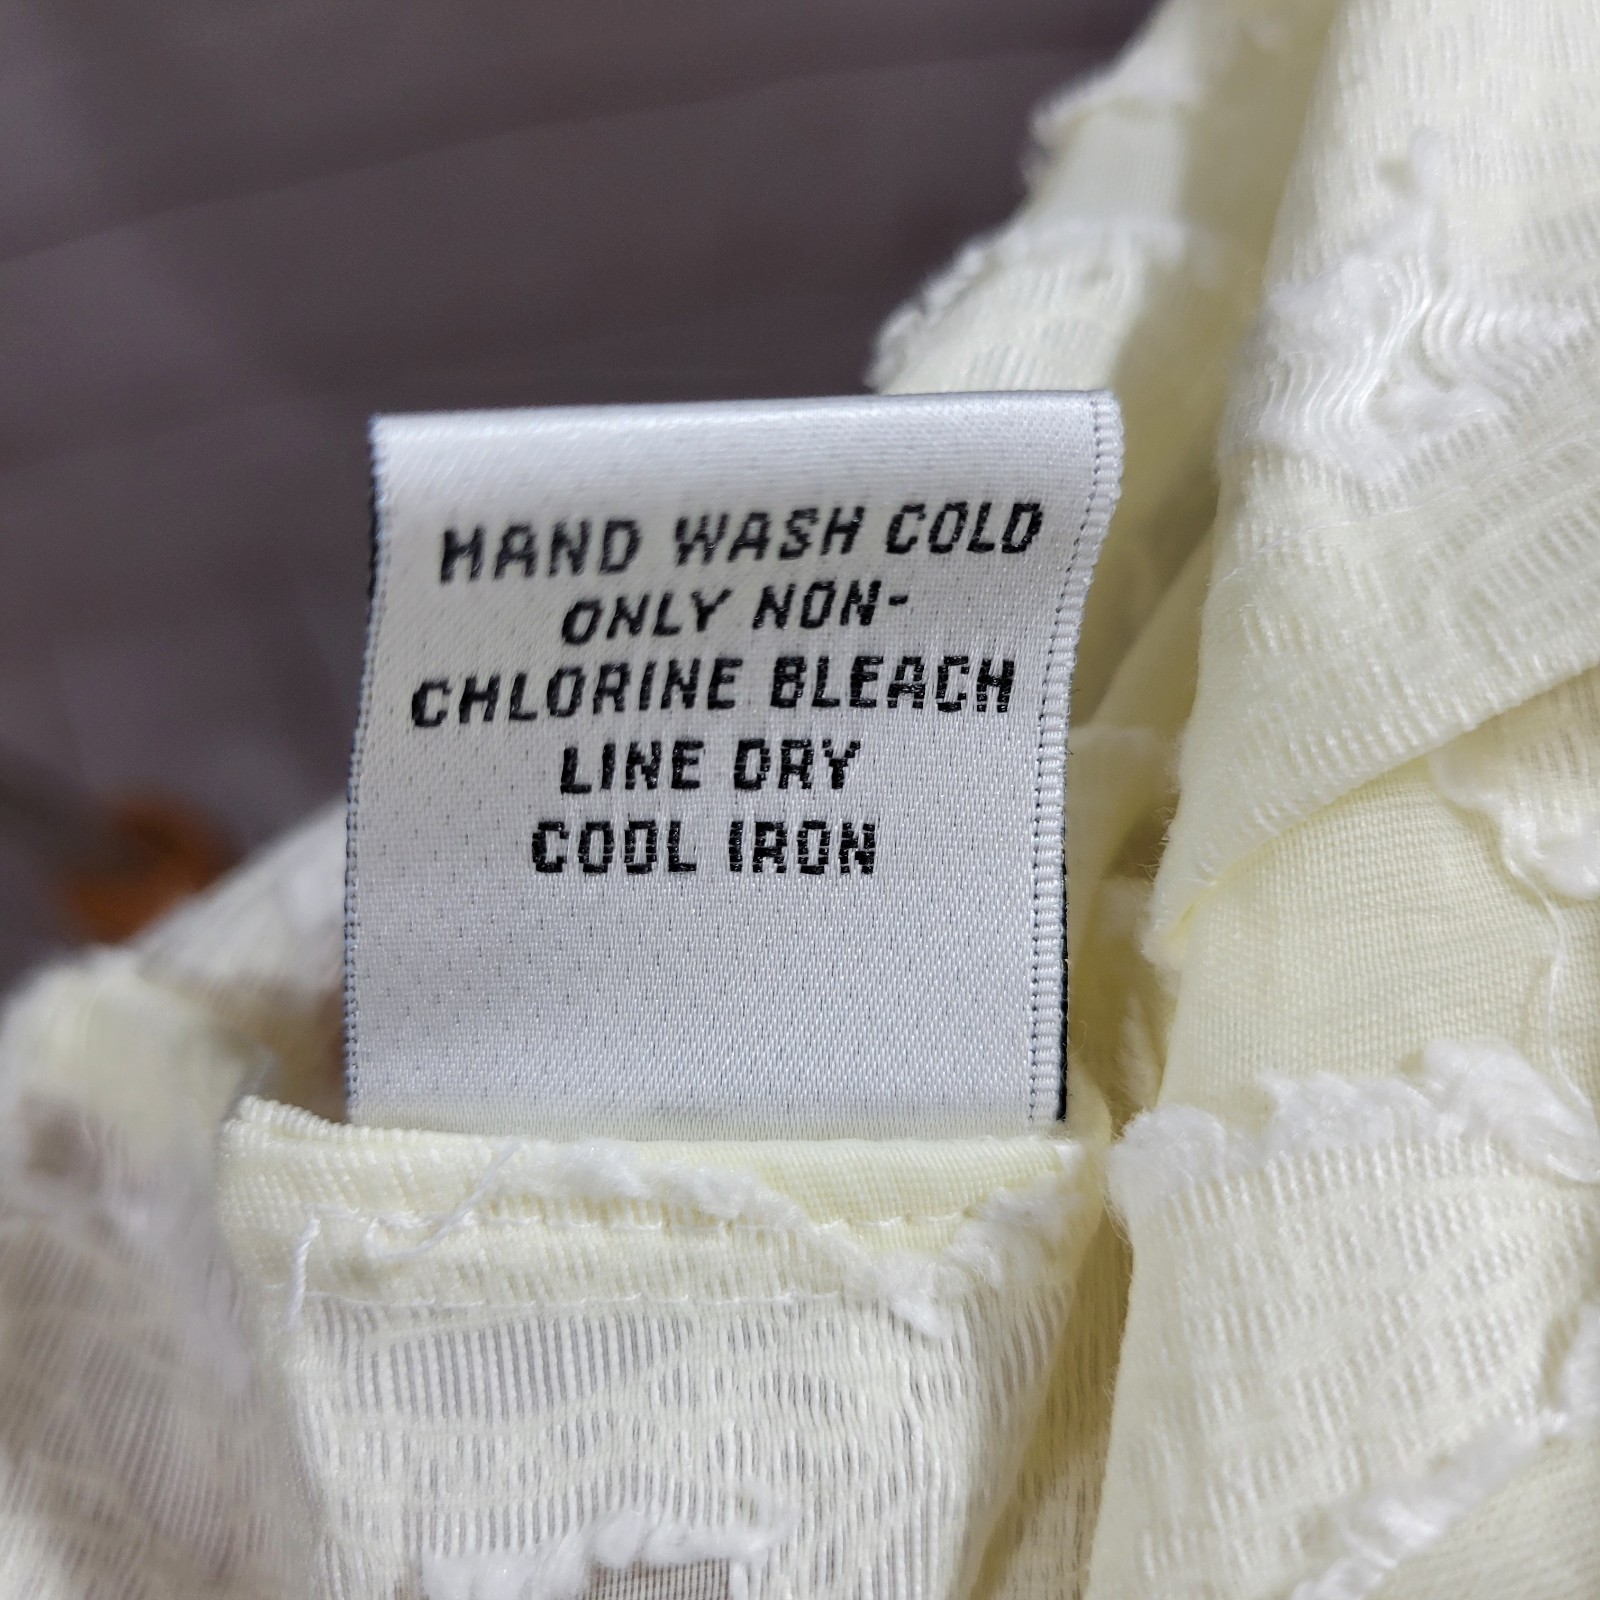 HAND WASH COLD
ONLY NON-
CHLORINE BLEACH
LINE DRY
COOL IRON